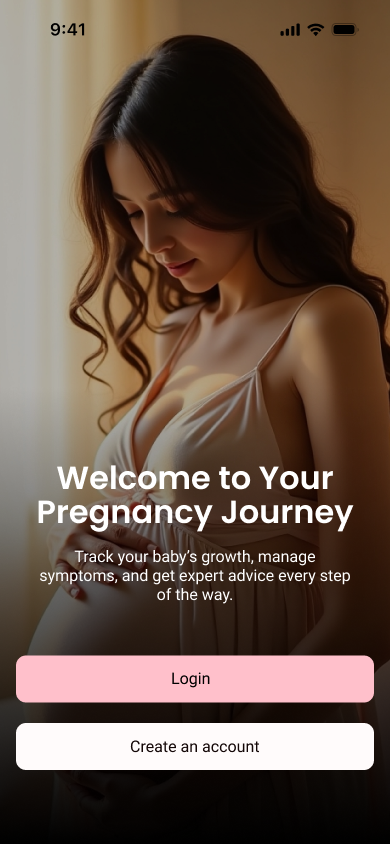 9:41
Welcome to Your
Pregnancy Journey
Track your baby's growth, manage
symptoms, and get expert advice every step
of the way.
Login
Create an account